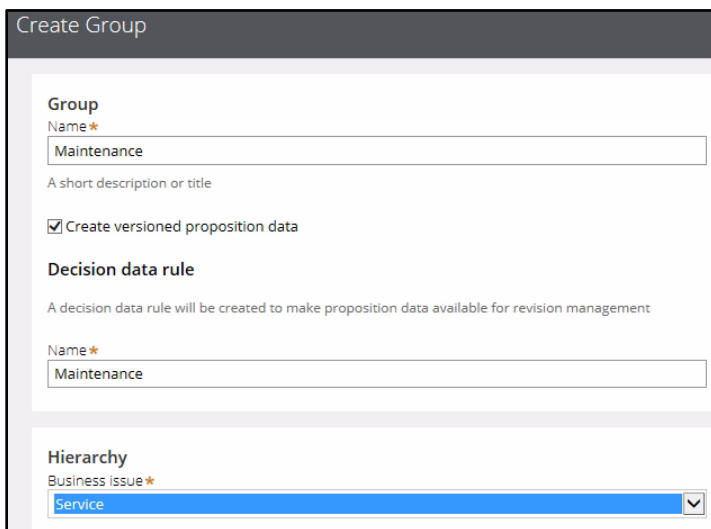 Create Group
Group
Name★
Maintenance
A short description or title
Create versioned proposition data
Decision data rule
A decision data rule will be created to make proposition data available for revision management
Name★
Maintenance
Hierarchy
Business issue★
Service